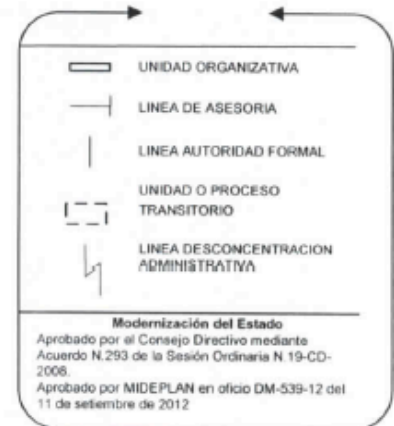 UNIDAD ORGANIZATIVA
LINEA DE ASESORIA
LINEA AUTORIDAD FORMAL
UNIDAD O PROCESO
TRANSITORIO
LINEA DESCONCENTRACION
ADMINISTRATIVA
Modernización del Estado
Aprobado por el Consejo Directivo mediante
Acuerdo N.293 de la Sesión Ordinaria N.19-CD-
2008.
Aprobado por MIDEPLAN en oficio DM-539-12 del
11 de setiembre de 2012